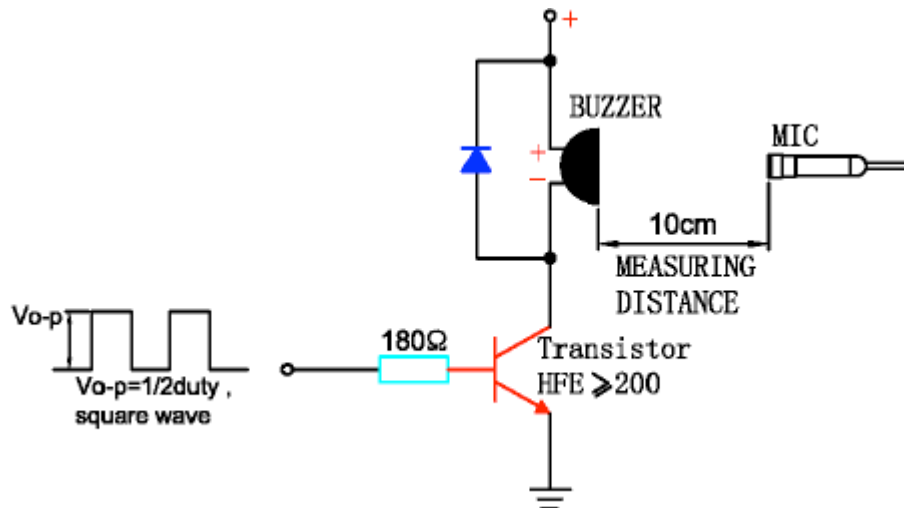 +
BUZZER
MIC
+
−
10cm
MEASURING
DISTANCE
Vo-p
180Ω
Transistor
HFE ⩾200
Vo-p=1/2duty ,
square wave